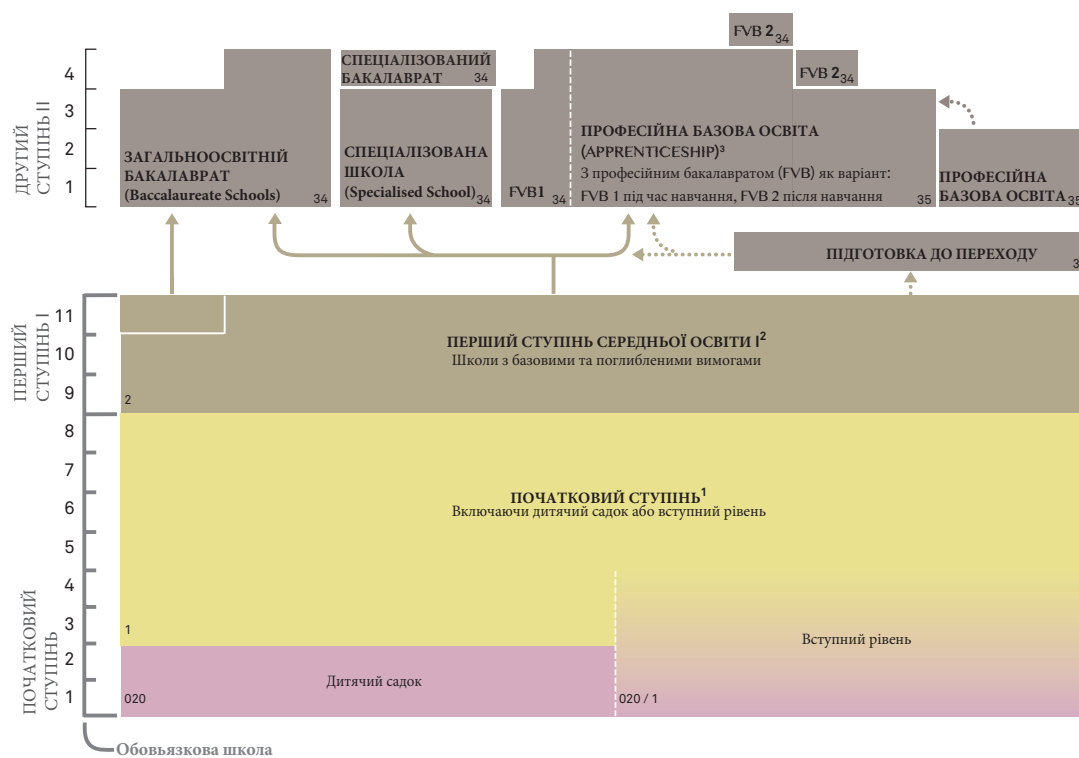 FVB 2 34
4
СПЕЦІАЛІЗОВАНИЙ
БАКАЛАВРАТ 34
FVB 2 34
3
2
1
ДРУГИЙ
СТУПІНЬ II
ЗАГАЛЬНООСВІТНІЙ
БАКАЛАВРАТ
(Baccalaureate Schools) 34
СПЕЦІАЛІЗОВАНА
ШКОЛА
(Specialised School) 34
FVB1 34
ПРОФЕСІЙНА БАЗОВА ОСВІТА
(APPRENTICESHIP)³
З професійним бакалавратом (FVB) як варіант:
FVB 1 під час навчання, FVB 2 після навчання 35
ПРОФЕСІЙНА
БАЗОВА ОСВІТА 35
ПІДГОТОВКА ДО ПЕРЕХОДУ
3
11
10
9
ПЕРШИЙ
СТУПІНЬ I
ПЕРШИЙ СТУПІНЬ СЕРЕДНЬОЇ ОСВІТИ I²
Школи з базовими та поглибленими вимогами
2
8
7
6
5
4
3
2
1
ПОЧАТКОВИЙ
СТУПІНЬ
ПОЧАТКОВИЙ СТУПІНЬ¹
Включаючи дитячий садок або вступний рівень
1
Вступний рівень
Дитячий садок
020
020 / 1
Обовьязкова школа